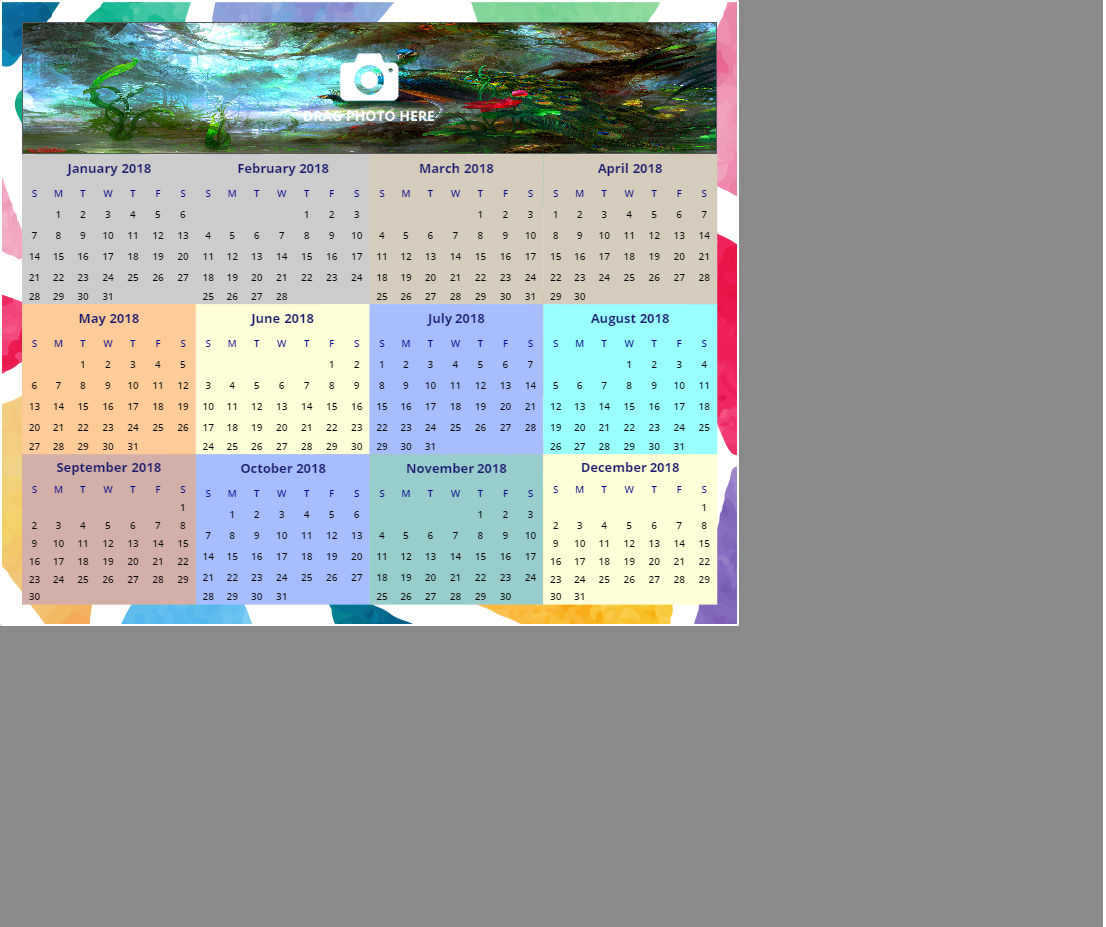 DRAG PHOTO HERE
January 2018
S M T W T F S
1 2 3 4 5 6
7 8 9 10 11 12 13
14 15 16 17 18 19 20
21 22 23 24 25 26 27
28 29 30 31
February 2018
S M T W T F S
1 2 3
4 5 6 7 8 9 10
11 12 13 14 15 16 17
18 19 20 21 22 23 24
25 26 27 28
March 2018
S M T W T F S
1 2 3
4 5 6 7 8 9 10
11 12 13 14 15 16 17
18 19 20 21 22 23 24
25 26 27 28 29 30 31
April 2018
S M T W T F S
1 2 3 4 5 6 7
8 9 10 11 12 13 14
15 16 17 18 19 20 21
22 23 24 25 26 27 28
29 30
May 2018
S M T W T F S
1 2 3 4 5
6 7 8 9 10 11 12
13 14 15 16 17 18 19
20 21 22 23 24 25 26
27 28 29 30 31
June 2018
S M T W T F S
1 2
3 4 5 6 7 8 9
10 11 12 13 14 15 16
17 18 19 20 21 22 23
24 25 26 27 28 29 30
July 2018
S M T W T F S
1 2 3 4 5 6 7
8 9 10 11 12 13 14
15 16 17 18 19 20 21
22 23 24 25 26 27 28
29 30 31
August 2018
S M T W T F S
1 2 3 4
5 6 7 8 9 10 11
12 13 14 15 16 17 18
19 20 21 22 23 24 25
26 27 28 29 30 31
September 2018
S M T W T F S
1
2 3 4 5 6 7 8
9 10 11 12 13 14 15
16 17 18 19 20 21 22
23 24 25 26 27 28 29
30
October 2018
S M T W T F S
1 2 3 4 5 6
7 8 9 10 11 12 13
14 15 16 17 18 19 20
21 22 23 24 25 26 27
28 29 30 31
November 2018
S M T W T F S
1 2 3
4 5 6 7 8 9 10
11 12 13 14 15 16 17
18 19 20 21 22 23 24
25 26 27 28 29 30
December 2018
S M T W T F S
1
2 3 4 5 6 7 8
9 10 11 12 13 14 15
16 17 18 19 20 21 22
23 24 25 26 27 28 29
30 31